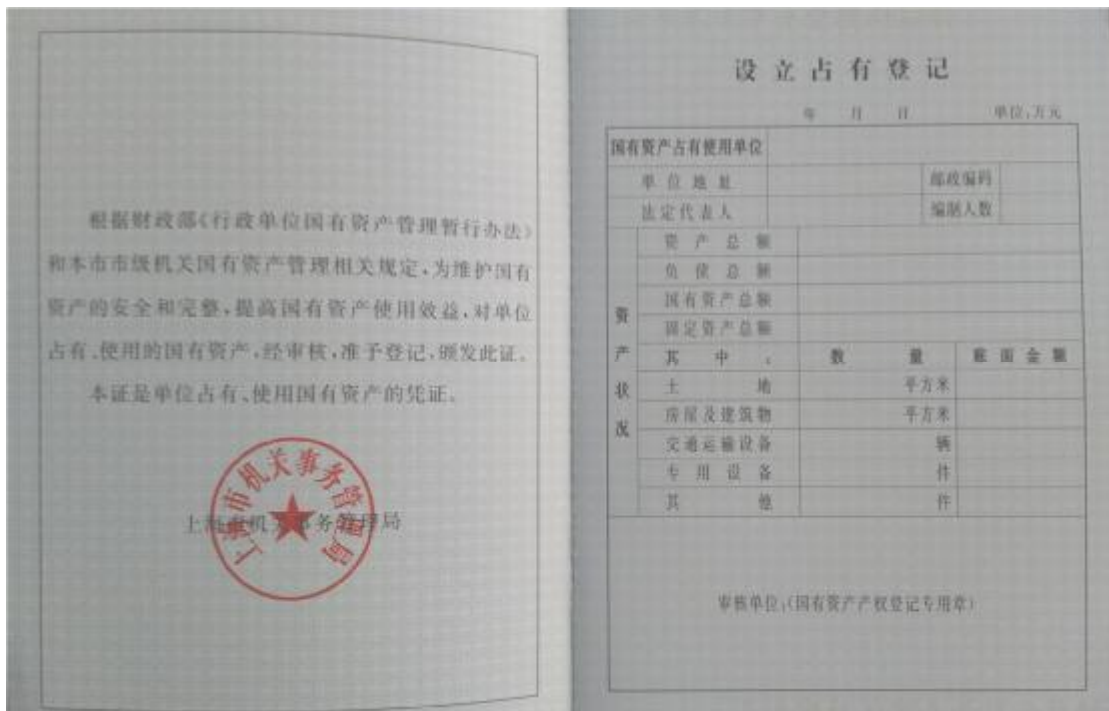 根据财政部《行政单位国有资产管理暂行办法》
和本市市级机关国有资产管理相关规定，为维护国有
资产的安全和完整，提高国有资产使用效益，对单位
占有、使用的国有资产，经审核，准予登记，颁发此证。
本证是单位占有、使用国有资产的凭证。
上海市机关事务管理局
上海市机关事务管理局
设立占有登记
年 月 日 单位：万元
国有资产占有使用单位
单位地址 邮政编码
法定代表人 编制人数
资产状况
资产总额
负债总额
国有资产总额
固定资产总额
其中： 数量 账面金额
土地 平方米
房屋及建筑物 平方米
交通运输设备 辆
专用设备 件
其他 件
审核单位：（国有资产产权登记专用章）